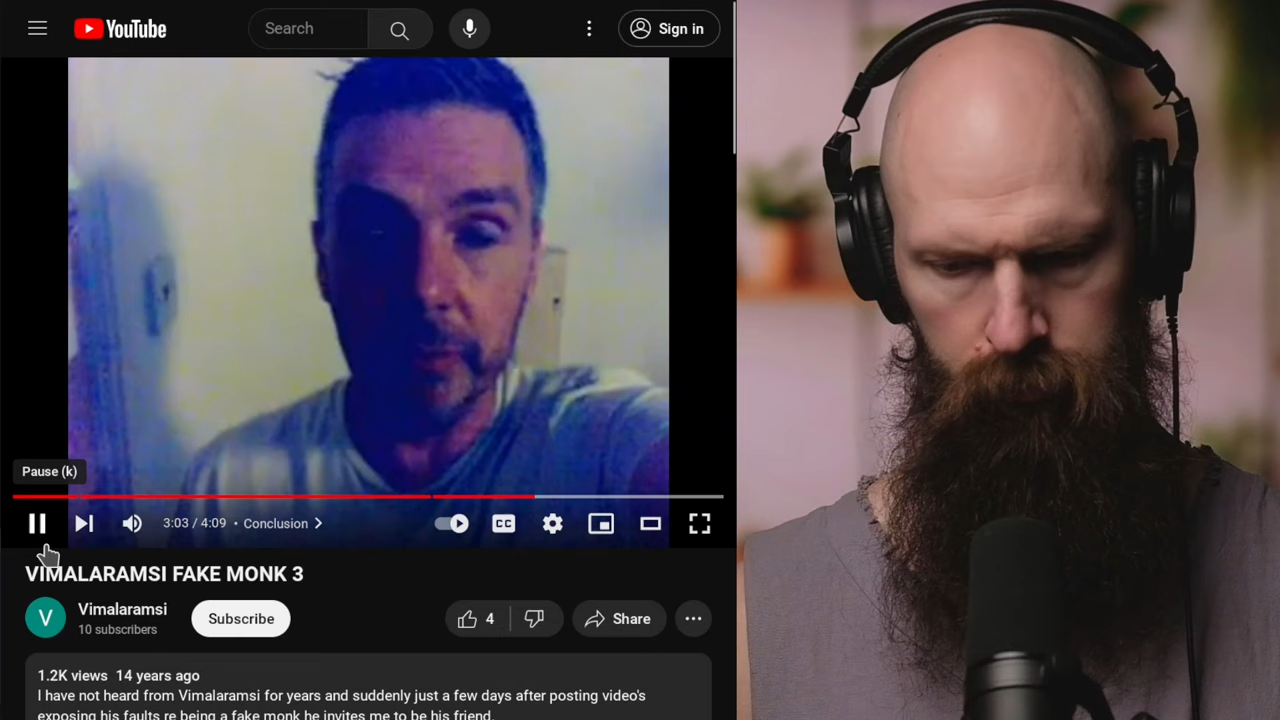 YouTube
Search
Sign in
Pause (k)
3:03 / 4:09 • Conclusion
CC
VIMALARAMSI FAKE MONK 3
V
Vimalaramsi
10 subscribers
Subscribe
4
Share
1.2K views 14 years ago
I have not heard from Vimalaramsi for years and suddenly just a few days after posting video's
exposing his faults re being a fake monk he invites me to be his friend.